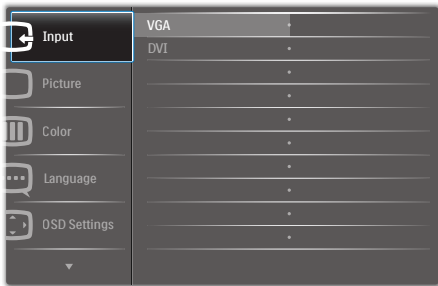 Input
VGA
DVI
Picture
Color
Language
OSD Settings